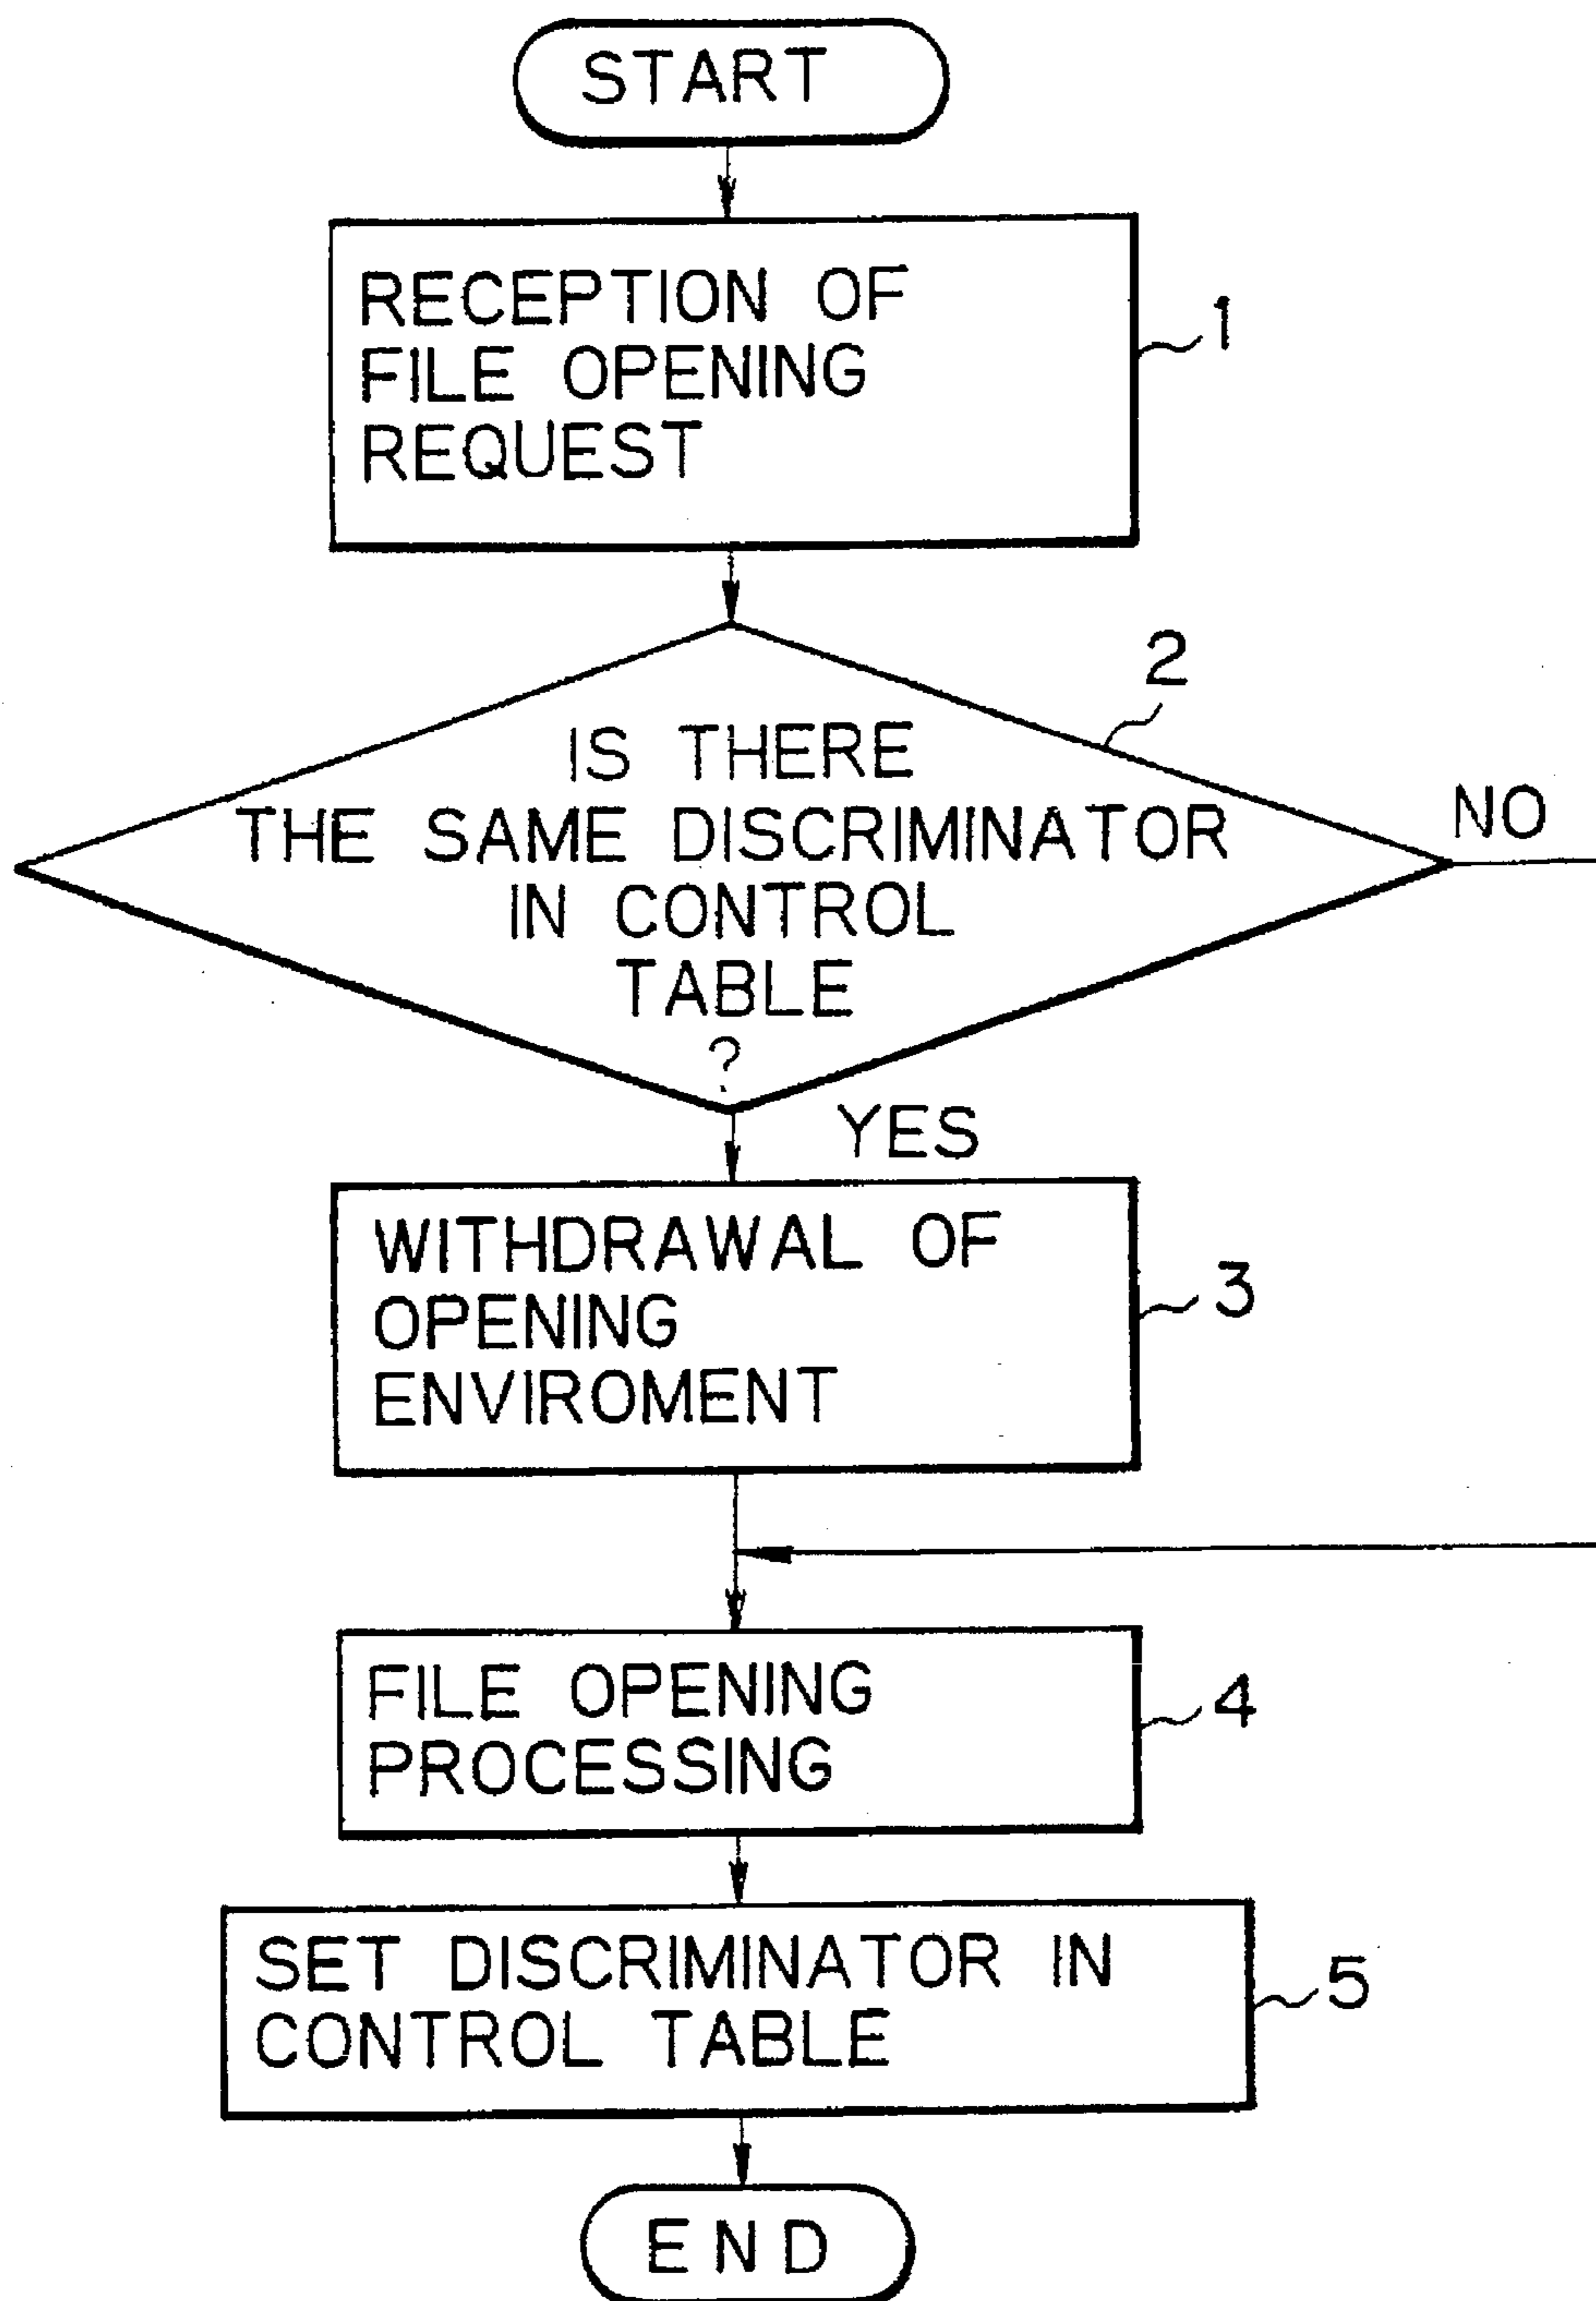 START
RECEPTION OF
FILE OPENING
REQUEST
1
2
IS THERE
THE SAME DISCRIMINATOR
IN CONTROL
TABLE
?
NO
YES
WITHDRAWAL OF
OPENING
ENVIROMENT
3
FILE OPENING
PROCESSING
4
SET DISCRIMINATOR IN
CONTROL TABLE
5
END